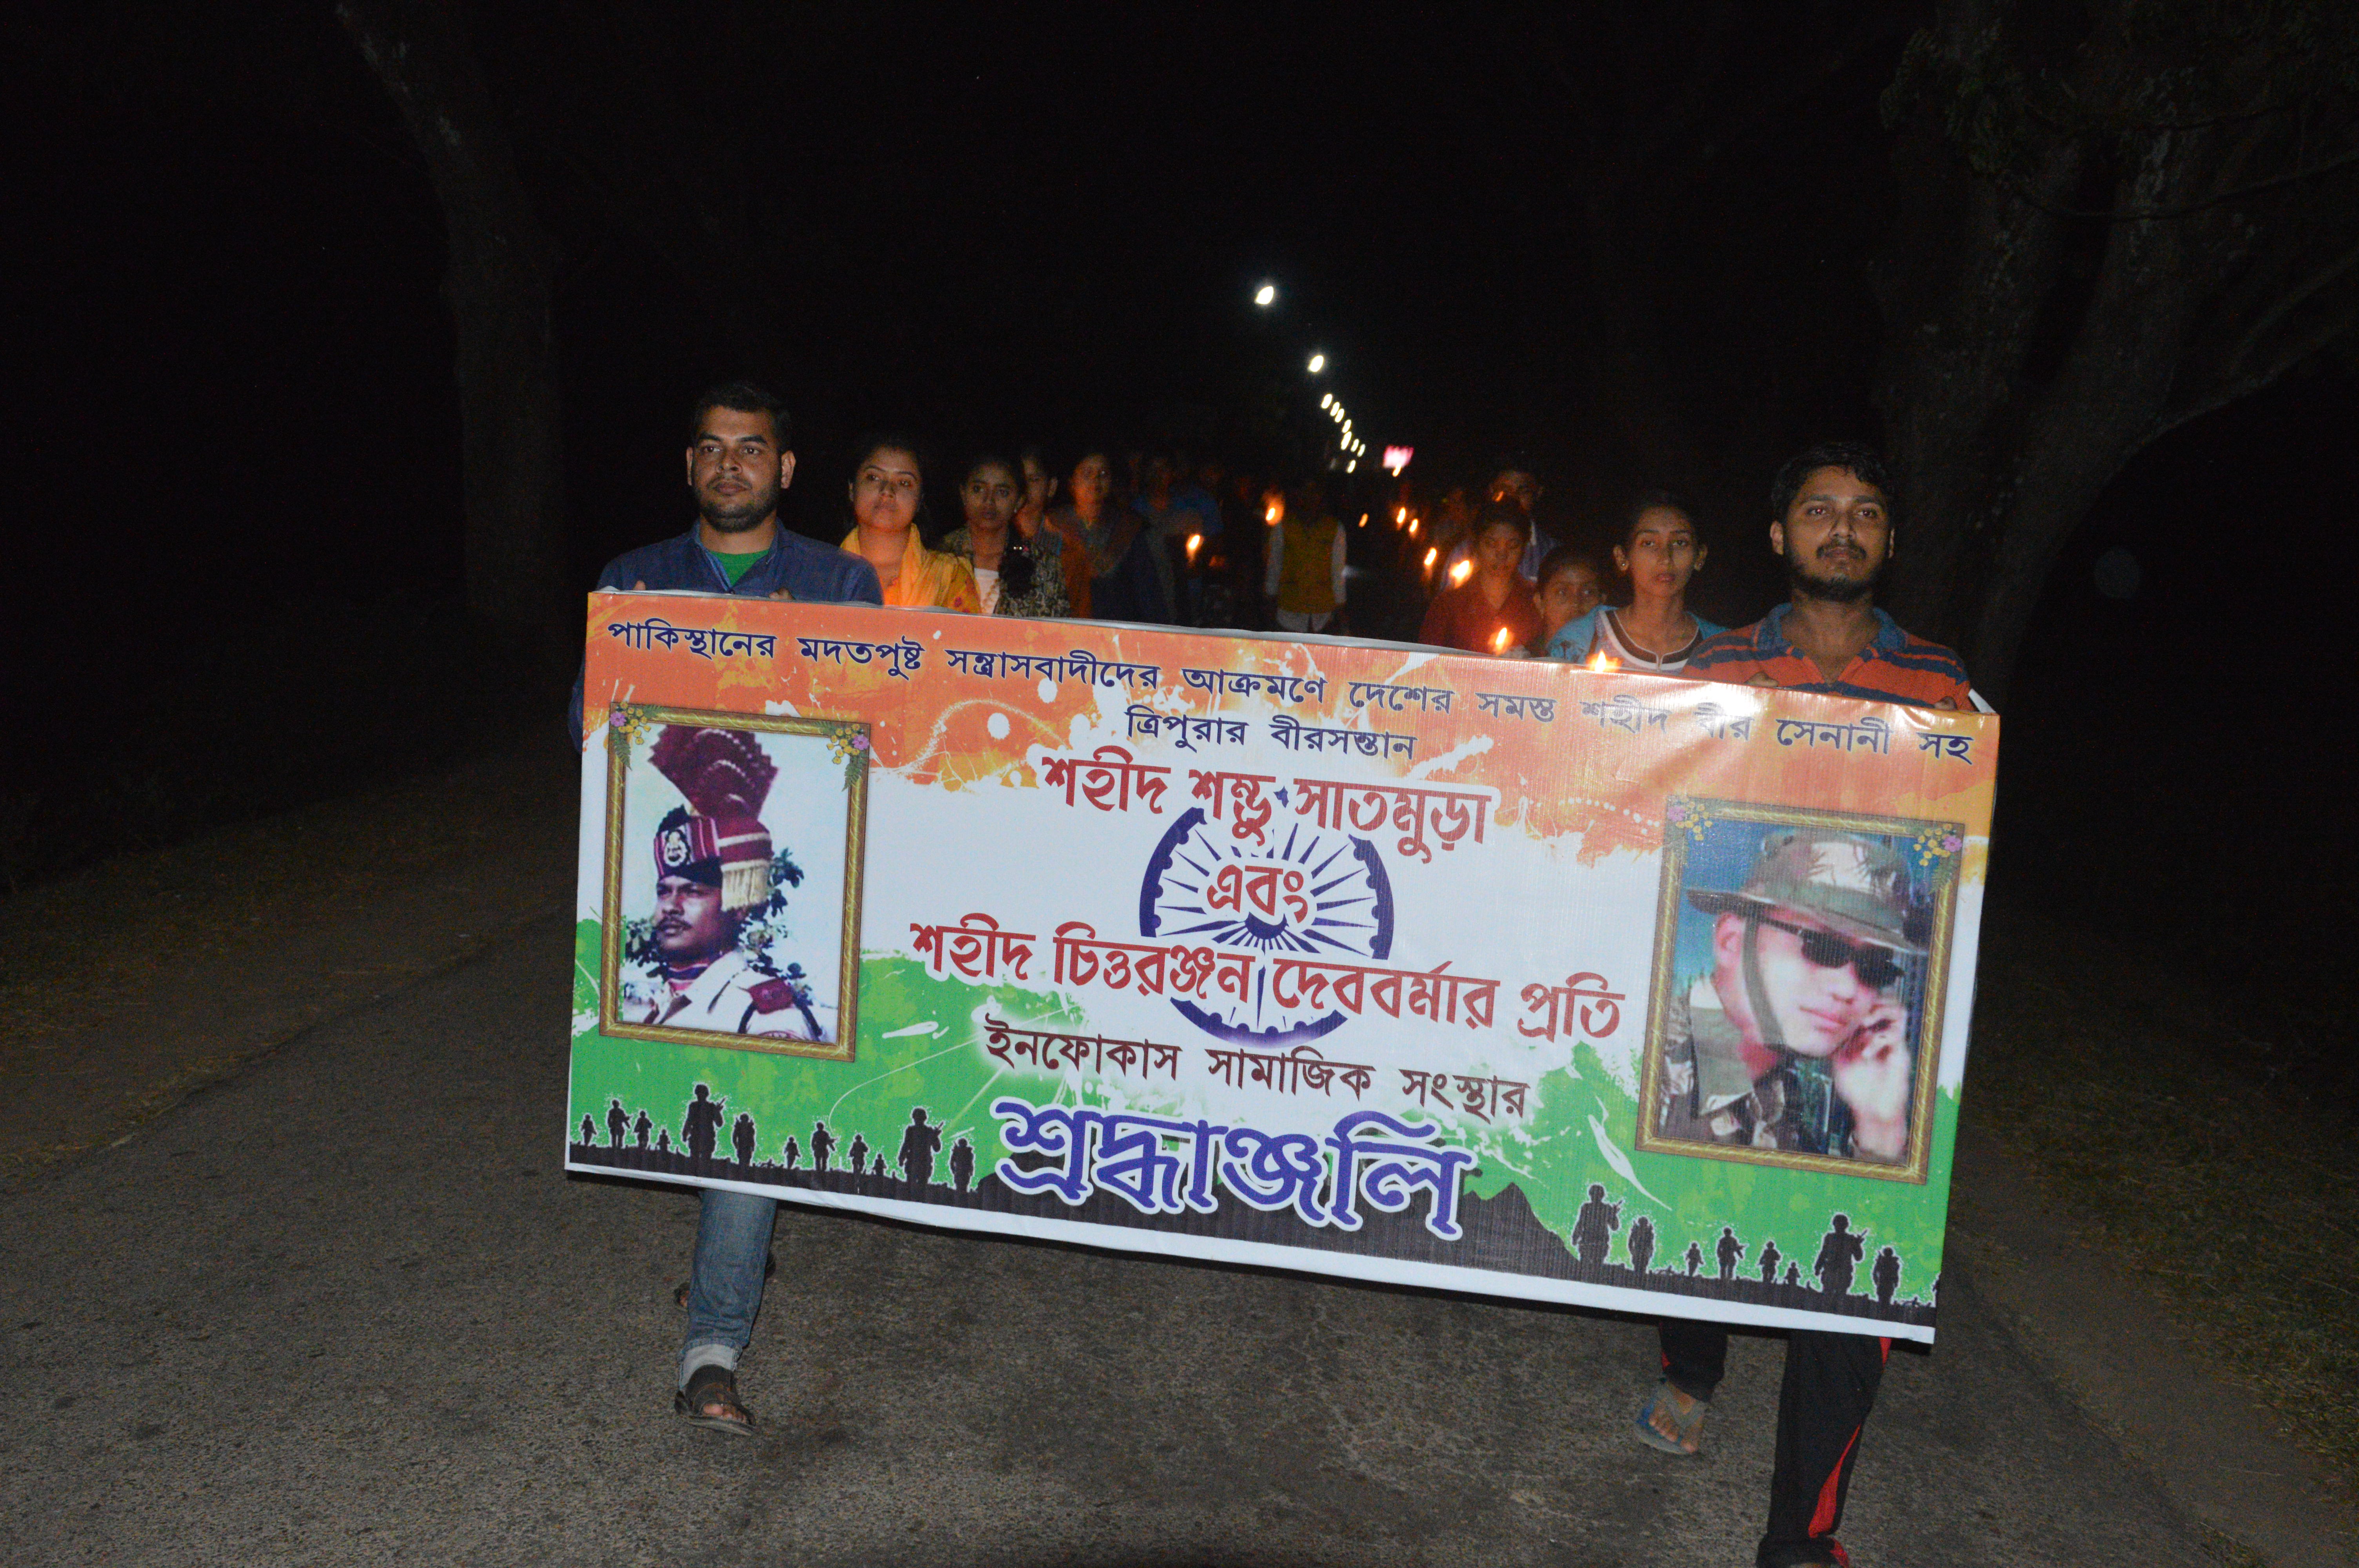 পাকিস্থানের মদতপুষ্ট সন্ত্রাসবাদীদের আক্রমণে দেশের সমস্ত শহীদ বীর সেনানী সহ
ত্রিপুরার বীরসন্তান
শহীদ শম্ভু সাতমুড়া
এবং
শহীদ চিত্তরঞ্জন দেববর্মার প্রতি
ইনফোকাস সামাজিক সংস্থার
শ্রদ্ধাঞ্জলি